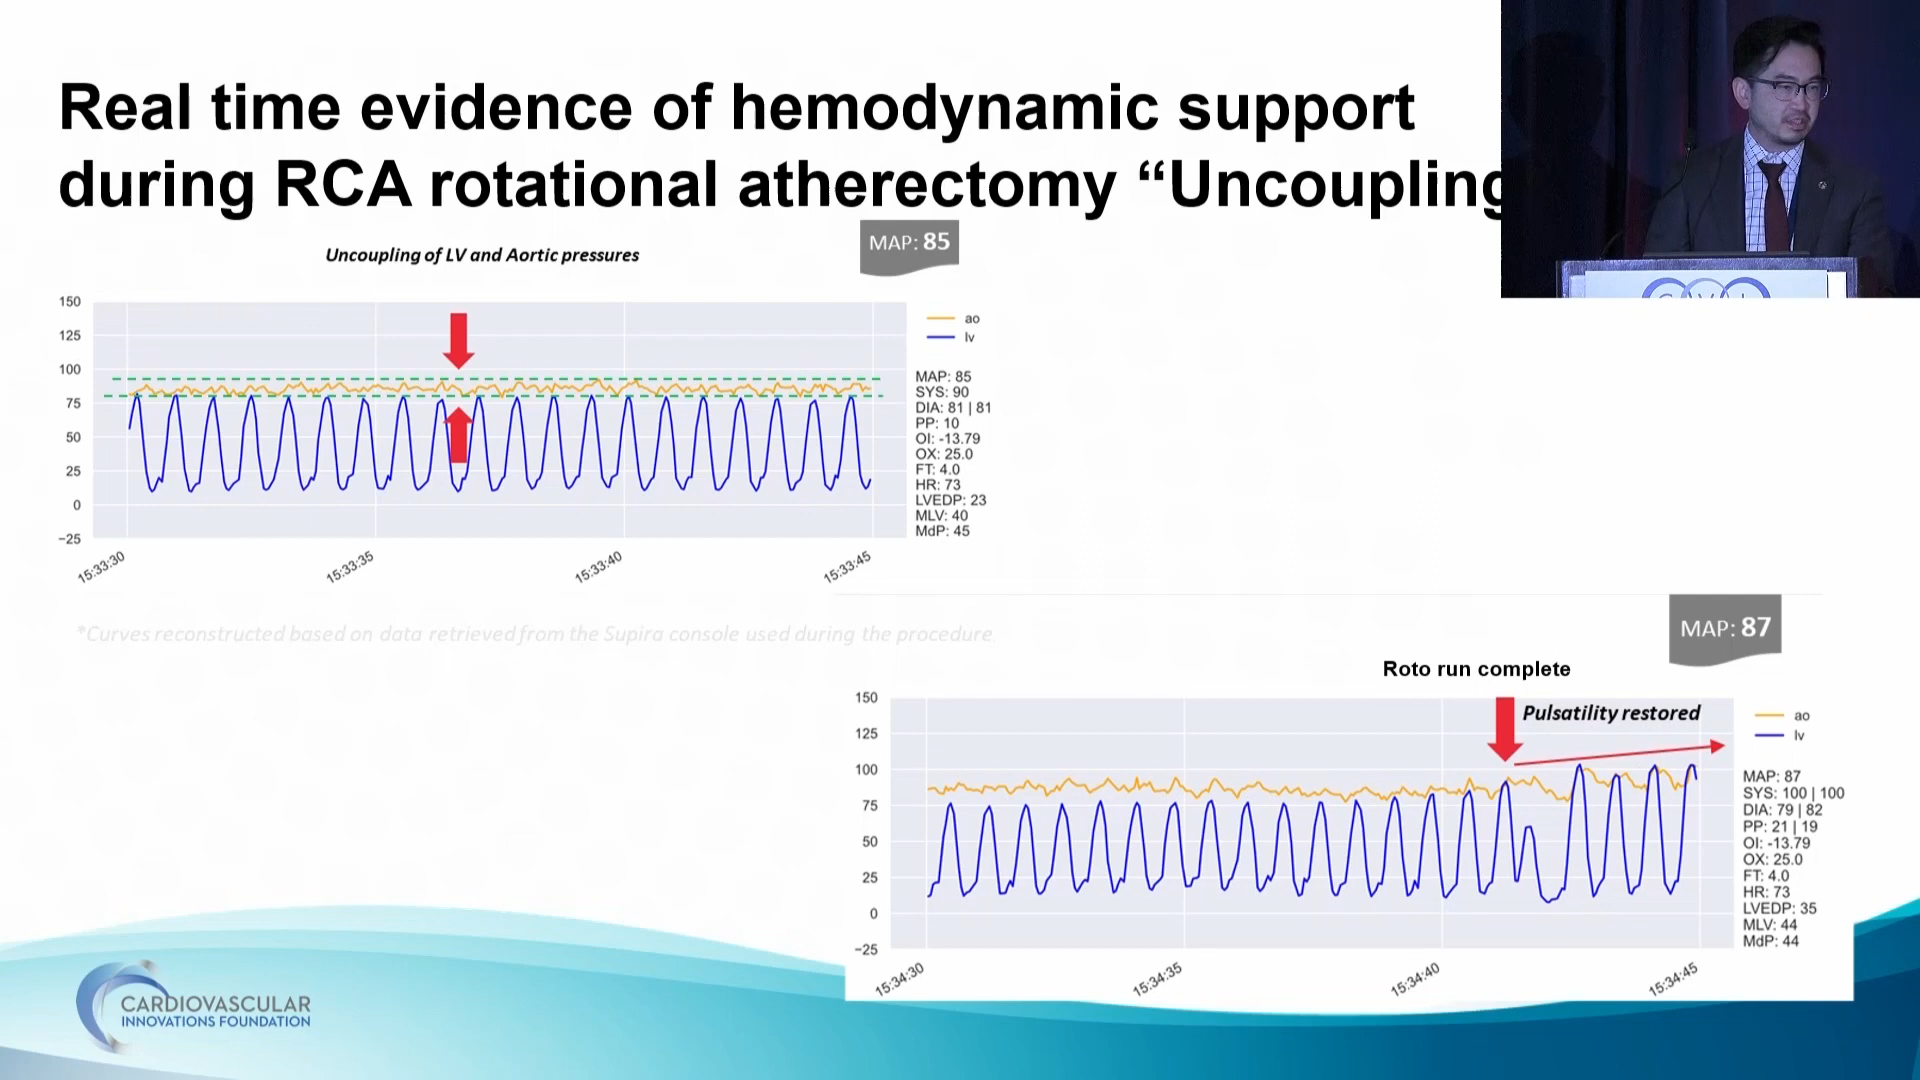 Real time evidence of hemodynamic support
during RCA rotational atherectomy “Uncoupling
Uncoupling of LV and Aortic pressures
MAP: 85
150
125
100
75
50
25
0
−25
15:33:30
15:33:35
15:33:40
15:33:45
ao
lv
MAP: 85
SYS: 90
DIA: 81 | 81
PP: 10
OI: -13.79
OX: 25.0
FT: 4.0
HR: 73
LVEDP: 23
MLV: 40
MdP: 45
*Curves reconstructed based on data retrieved from the Supira console used during the procedure
MAP: 87
Roto run complete
Pulsatility restored
150
125
100
75
50
25
0
−25
15:34:30
15:34:35
15:34:40
15:34:45
ao
lv
MAP: 87
SYS: 100 | 100
DIA: 79 | 82
PP: 21 | 19
OI: -13.79
OX: 25.0
FT: 4.0
HR: 73
LVEDP: 35
MLV: 44
MdP: 44
CARDIOVASCULAR
INNOVATIONS FOUNDATION